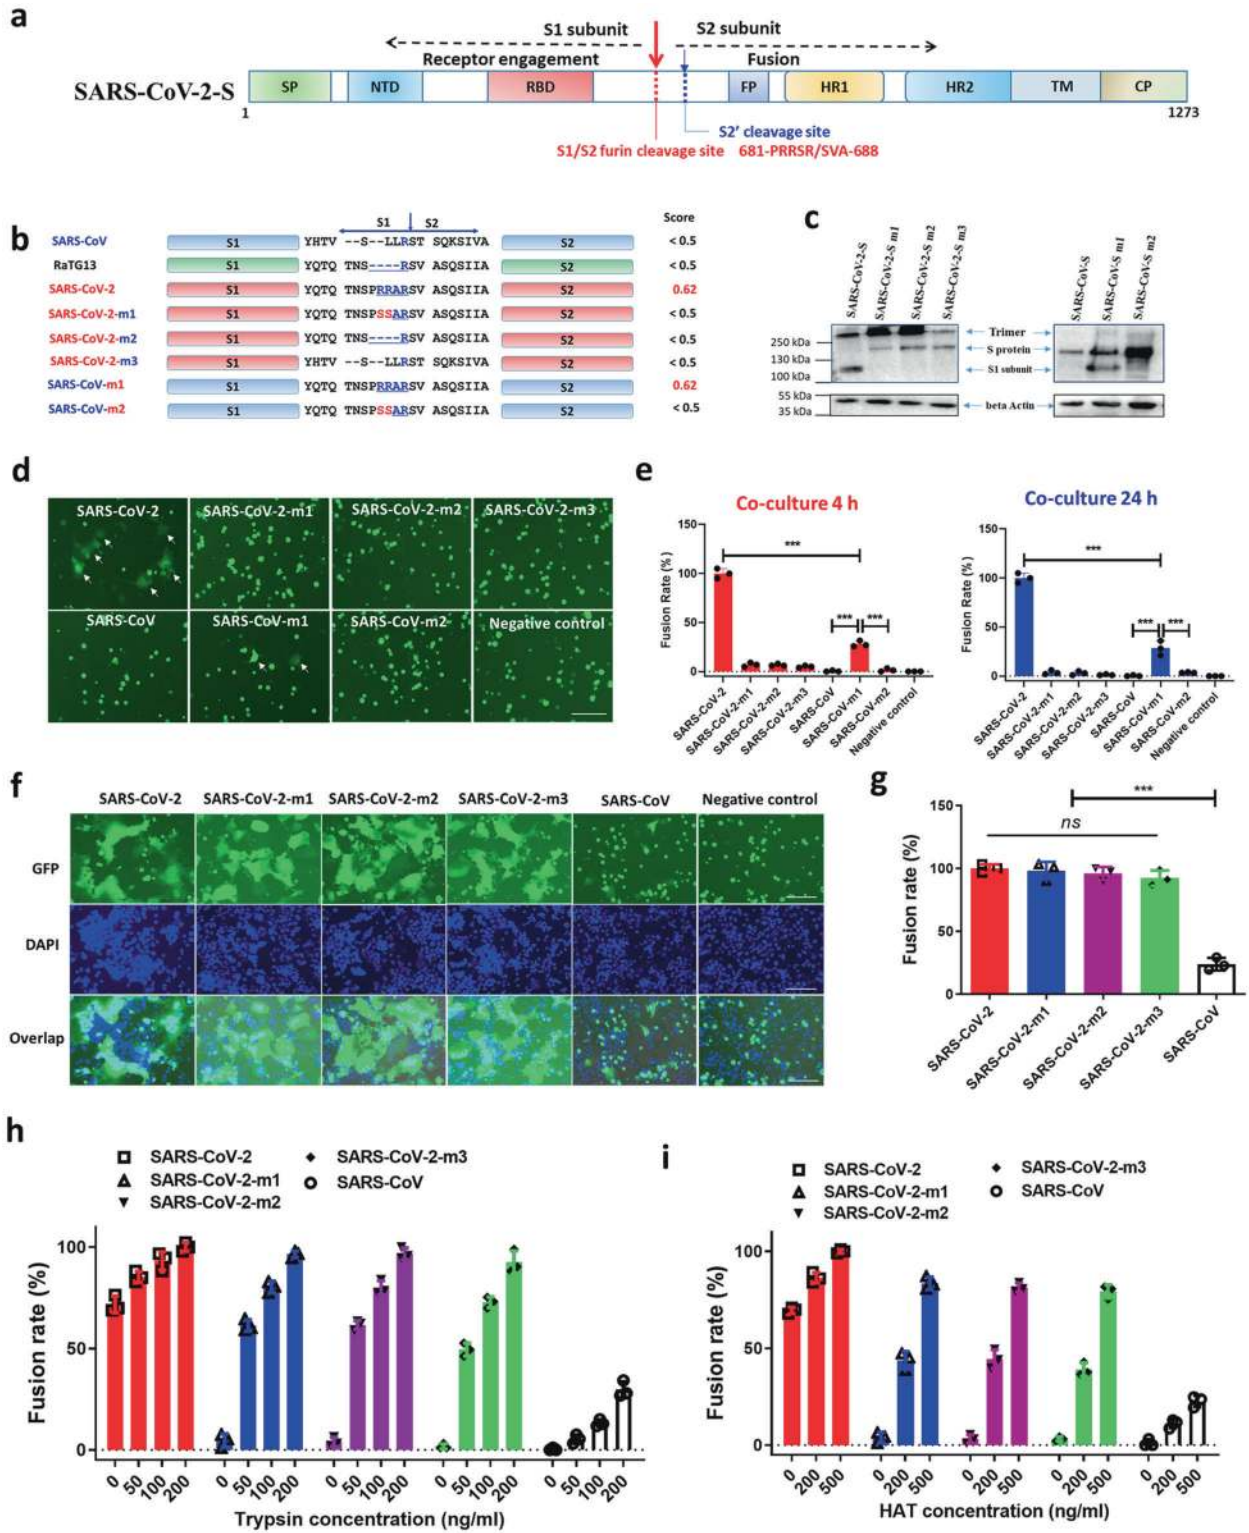 a
S1 subunit
S2 subunit
Receptor engagement
Fusion
SARS-CoV-2-S
SP
NTD
RBD
FP
HR1
HR2
TM
CP
1
1273
S2' cleavage site
S1/S2 furin cleavage site 681-PRRSR/SVA-688
b
S1
S2
Score
SARS-CoV S1 YHTV --S--LLRST SQKSIVA S2 < 0.5
RaTG13 S1 YQTQ TNS----RSV ASQSIIA S2 < 0.5
SARS-CoV-2 S1 YQTQ TNSPRRARSV ASQSIIA S2 0.62
SARS-CoV-2-m1 S1 YQTQ TNSPSSARSV ASQSIIA S2 < 0.5
SARS-CoV-2-m2 S1 YQTQ TNS----RSV ASQSIIA S2 < 0.5
SARS-CoV-2-m3 S1 YHTV --S--LLRST SQKSIVA S2 < 0.5
SARS-CoV-m1 S1 YQTQ TNSPRRARSV ASQSIIA S2 0.62
SARS-CoV-m2 S1 YQTQ TNSPSSARSV ASQSIIA S2 < 0.5
c
SARS-CoV-2-S
SARS-CoV-2-S m1
SARS-CoV-2-S m2
SARS-CoV-2-S m3
SARS-CoV-S
SARS-CoV-S m1
SARS-CoV-S m2
250 kDa
130 kDa
100 kDa
55 kDa
35 kDa
Trimer
S protein
S1 subunit
beta Actin
d
SARS-CoV-2
SARS-CoV-2-m1
SARS-CoV-2-m2
SARS-CoV-2-m3
SARS-CoV
SARS-CoV-m1
SARS-CoV-m2
Negative control
e
Co-culture 4 h
Fusion Rate (%)
150
100
50
0
***
*** ***
SARS-CoV-2
SARS-CoV-2-m1
SARS-CoV-2-m2
SARS-CoV-2-m3
SARS-CoV
SARS-CoV-m1
SARS-CoV-m2
Negative control
Co-culture 24 h
Fusion Rate (%)
150
100
50
0
***
*** ***
SARS-CoV-2
SARS-CoV-2-m1
SARS-CoV-2-m2
SARS-CoV-2-m3
SARS-CoV
SARS-CoV-m1
SARS-CoV-m2
Negative control
f
SARS-CoV-2
SARS-CoV-2-m1
SARS-CoV-2-m2
SARS-CoV-2-m3
SARS-CoV
Negative control
GFP
DAPI
Overlap
g
Fusion rate (%)
150
100
50
0
***
ns
SARS-CoV-2
SARS-CoV-2-m1
SARS-CoV-2-m2
SARS-CoV-2-m3
SARS-CoV
h
SARS-CoV-2
SARS-CoV-2-m1
SARS-CoV-2-m2
SARS-CoV-2-m3
SARS-CoV
Fusion rate (%)
100
50
0
0 50 100 200 0 50 100 200 0 50 100 200 0 50 100 200 0 50 100 200
Trypsin concentration (ng/ml)
i
SARS-CoV-2
SARS-CoV-2-m1
SARS-CoV-2-m2
SARS-CoV-2-m3
SARS-CoV
Fusion rate (%)
100
50
0
0 200 500 0 200 500 0 200 500 0 200 500 0 200 500
HAT concentration (ng/ml)